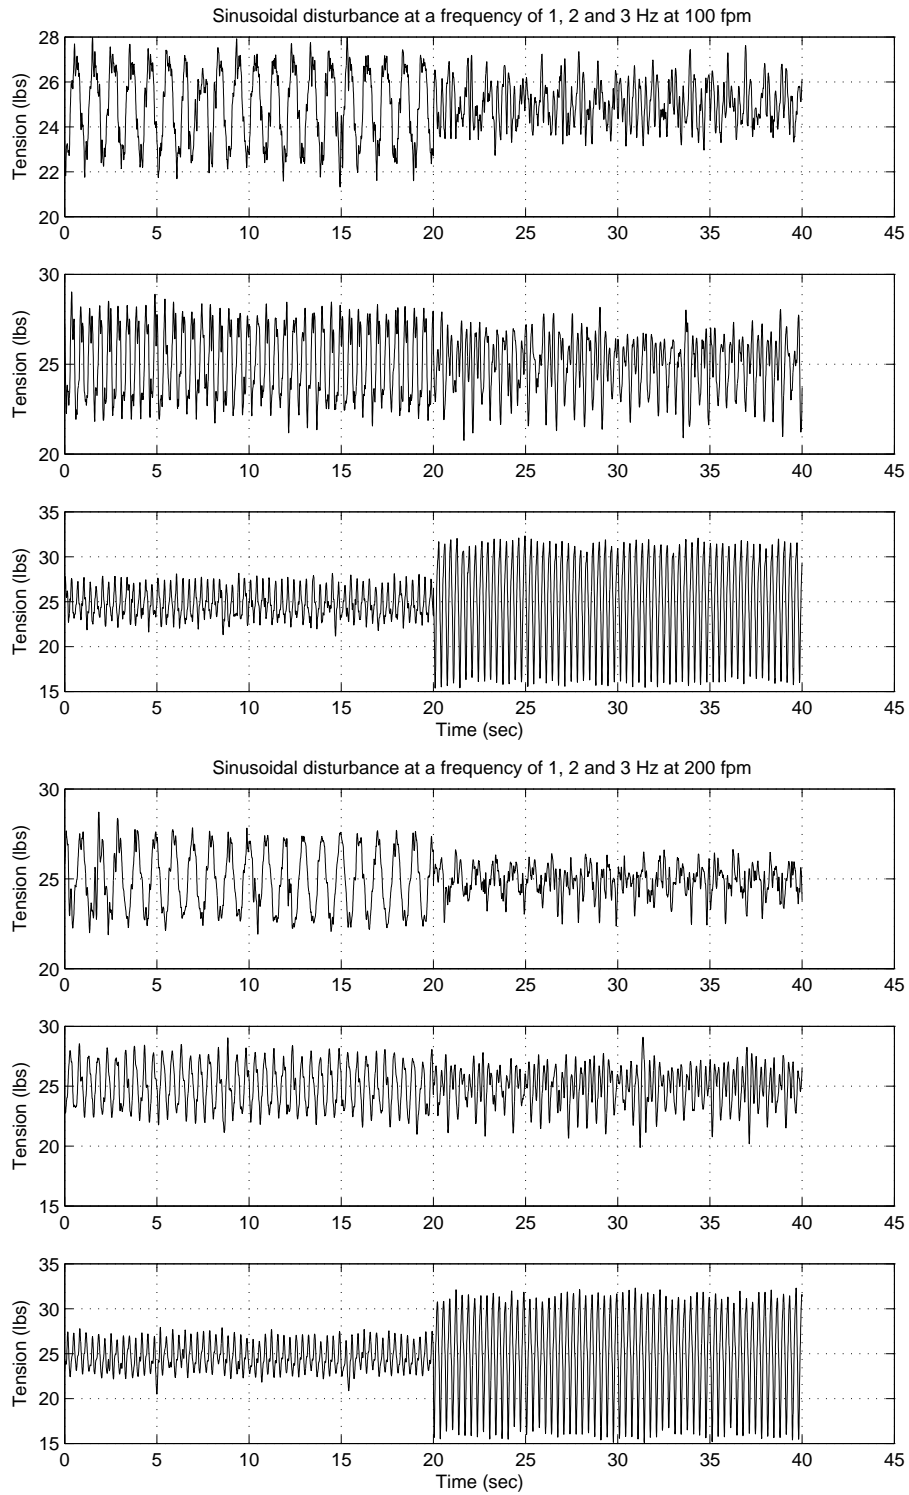 Sinusoidal disturbance at a frequency of 1, 2 and 3 Hz at 100 fpm
28
26
24
22
20
Tension (lbs)
0 5 10 15 20 25 30 35 40 45
30
25
20
Tension (lbs)
0 5 10 15 20 25 30 35 40 45
35
30
25
20
15
Tension (lbs)
0 5 10 15 20 25 30 35 40 45
Time (sec)
Sinusoidal disturbance at a frequency of 1, 2 and 3 Hz at 200 fpm
30
25
20
Tension (lbs)
0 5 10 15 20 25 30 35 40 45
30
25
20
15
Tension (lbs)
0 5 10 15 20 25 30 35 40 45
35
30
25
20
15
Tension (lbs)
0 5 10 15 20 25 30 35 40 45
Time (sec)